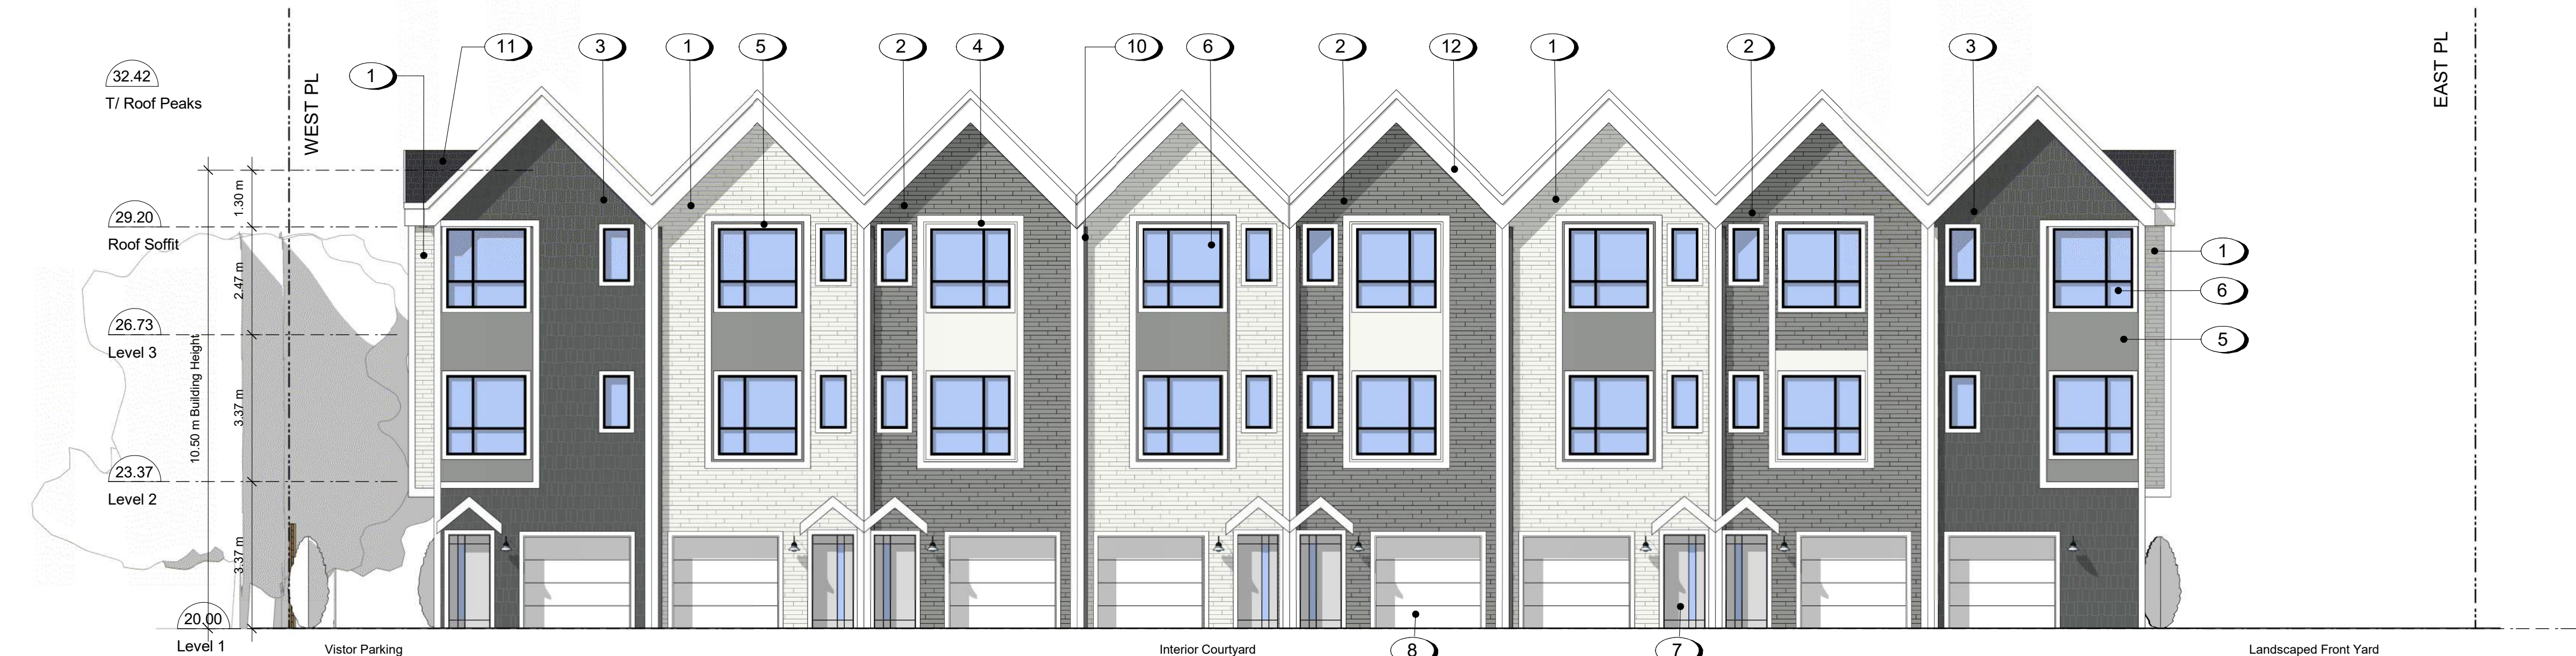 11
3
1
5
2
4
10
6
2
12
1
2
3
1
32.42
T/ Roof Peaks
WEST PL
EAST PL
1.30 m
29.20
Roof Soffit
2.47 m
1
6
26.73
Level 3
5
10.50 m Building Height
3.37 m
23.37
Level 2
3.37 m
20.00
Level 1
Vistor Parking
Interior Courtyard
8
7
Landscaped Front Yard